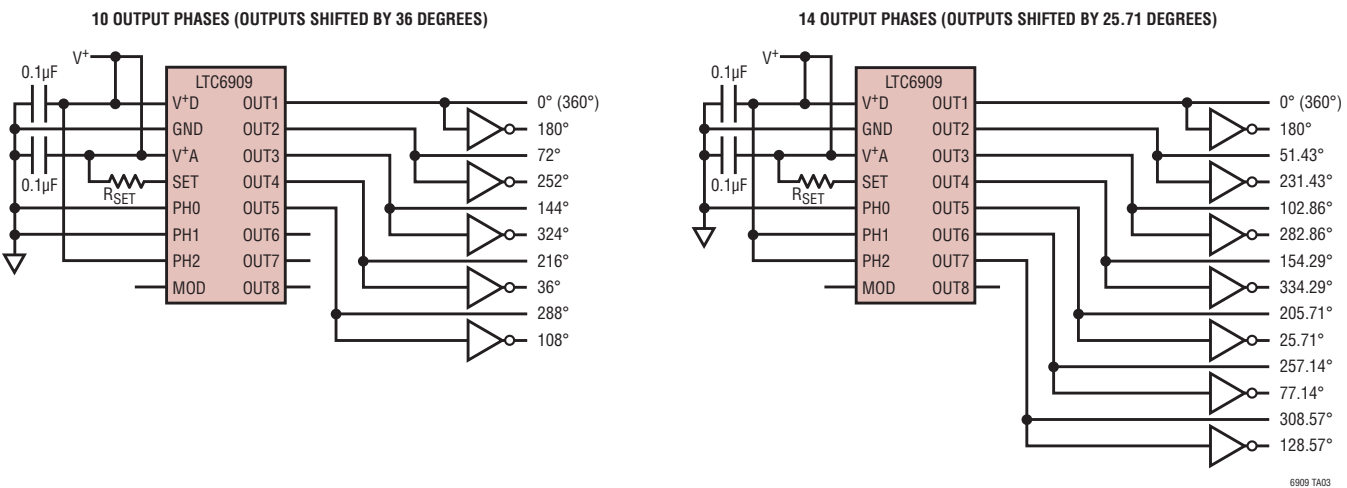 10 OUTPUT PHASES (OUTPUTS SHIFTED BY 36 DEGREES)
V+
0.1µF
LTC6909
V+D OUT1
GND OUT2
V+A OUT3
SET OUT4
PH0 OUT5
PH1 OUT6
PH2 OUT7
MOD OUT8
0.1µF
RSET
0° (360°)
180°
72°
252°
144°
324°
216°
36°
288°
108°
14 OUTPUT PHASES (OUTPUTS SHIFTED BY 25.71 DEGREES)
V+
0.1µF
LTC6909
V+D OUT1
GND OUT2
V+A OUT3
SET OUT4
PH0 OUT5
PH1 OUT6
PH2 OUT7
MOD OUT8
0.1µF
RSET
0° (360°)
180°
51.43°
231.43°
102.86°
282.86°
154.29°
334.29°
205.71°
25.71°
257.14°
77.14°
308.57°
128.57°
6909 TA03